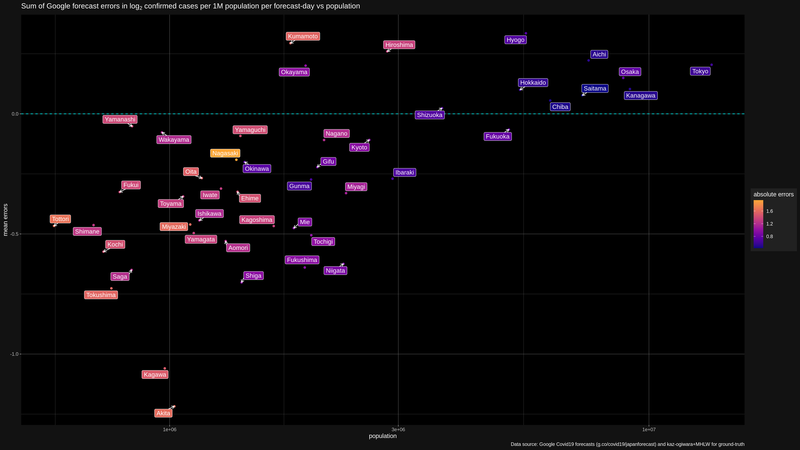 Sum of Google forecast errors in log2 confirmed cases per 1M population per forecast-day vs population
Kumamoto
Hiroshima
Hyogo
Aichi
Okayama
Osaka
Tokyo
Hokkaido
Saitama
Kanagawa
Chiba
0.0
Shizuoka
Yamanashi
Yamaguchi
Nagano
Fukuoka
Wakayama
Kyoto
Nagasaki
Gifu
Okinawa
Oita
Ibaraki
Fukui
Gunma
Miyagi
Iwate
Ehime
Toyama
Ishikawa
Tottori
Kagoshima
Mie
Miyazaki
Shimane
-0.5
Yamagata
Tochigi
Kochi
Aomori
Fukushima
Niigata
Saga
Shiga
Tokushima
-1.0
Kagawa
Akita
mean errors
1e+06
3e+06
1e+07
population
absolute errors
1.6
1.2
0.8
Data source: Google Covid19 forecasts (g.co/covid19/japanforecast) and kaz-ogiwara+MHLW for ground-truth